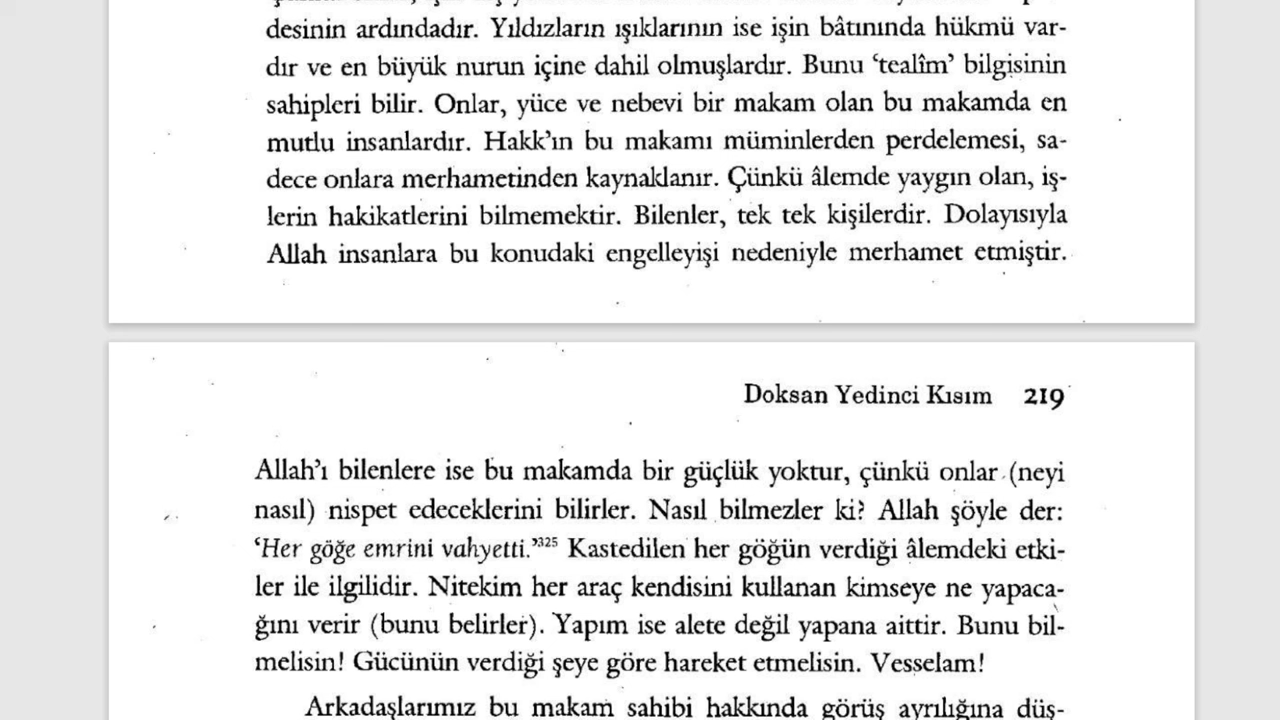 desinin ardındadır. Yıldızların ışıklarının ise işin bâtınında hükmü var-
dır ve en büyük nurun içine dahil olmuşlardır. Bunu ‘tealîm’ bilgisinin
sahipleri bilir. Onlar, yüce ve nebevi bir makam olan bu makamda en
mutlu insanlardır. Hakk’ın bu makamı müminlerden perdelemesi, sa-
dece onlara merhametinden kaynaklanır. Çünkü âlemde yaygın olan, iş-
lerin hakikatlerini bilmemektir. Bilenler, tek tek kişilerdir. Dolayısıyla
Allah insanlara bu konudaki engelleyişi nedeniyle merhamet etmiştir.
Doksan Yedinci Kısım 219
Allah’ı bilenlere ise bu makamda bir güçlük yoktur, çünkü onlar (neyi
nasıl) nispet edeceklerini bilirler. Nasıl bilmezler ki? Allah şöyle der:
‘Her göğe emrini vahyetti.’325 Kastedilen her göğün verdiği âlemdeki etki-
ler ile ilgilidir. Nitekim her araç kendisini kullanan kimseye ne yapaca-
ğını verir (bunu belirler). Yapım ise alete değil yapana aittir. Bunu bil-
melisin! Gücünün verdiği şeye göre hareket etmelisin. Vesselam!
Arkadaşlarımız bu makam sahibi hakkında görüş ayrılığına düş-